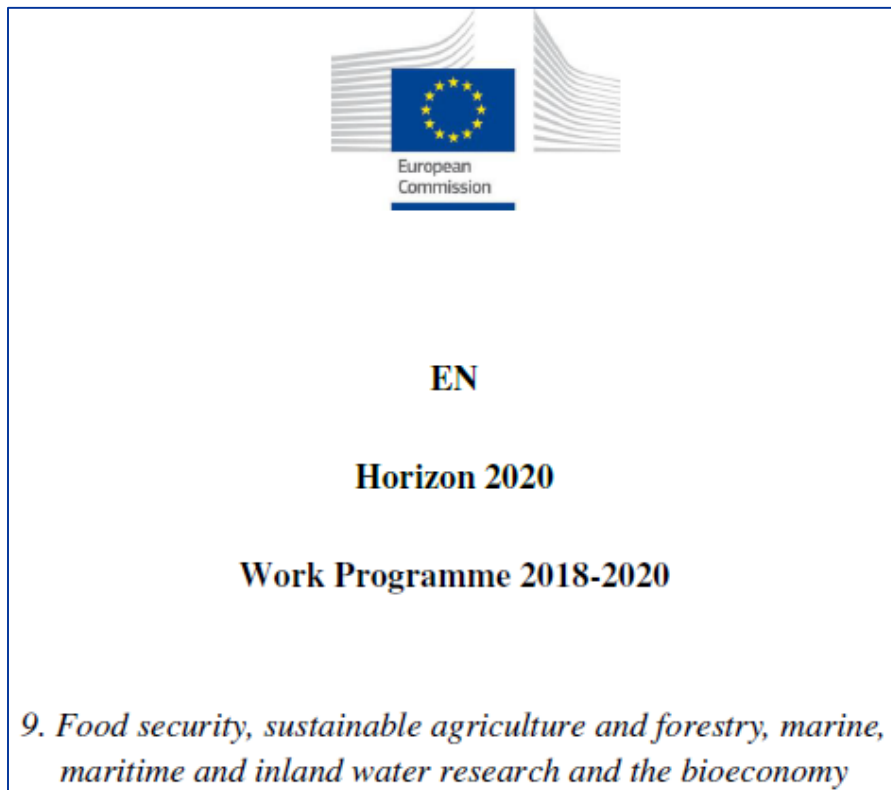 European
Commission
EN
Horizon 2020
Work Programme 2018-2020
9. Food security, sustainable agriculture and forestry, marine,
maritime and inland water research and the bioeconomy